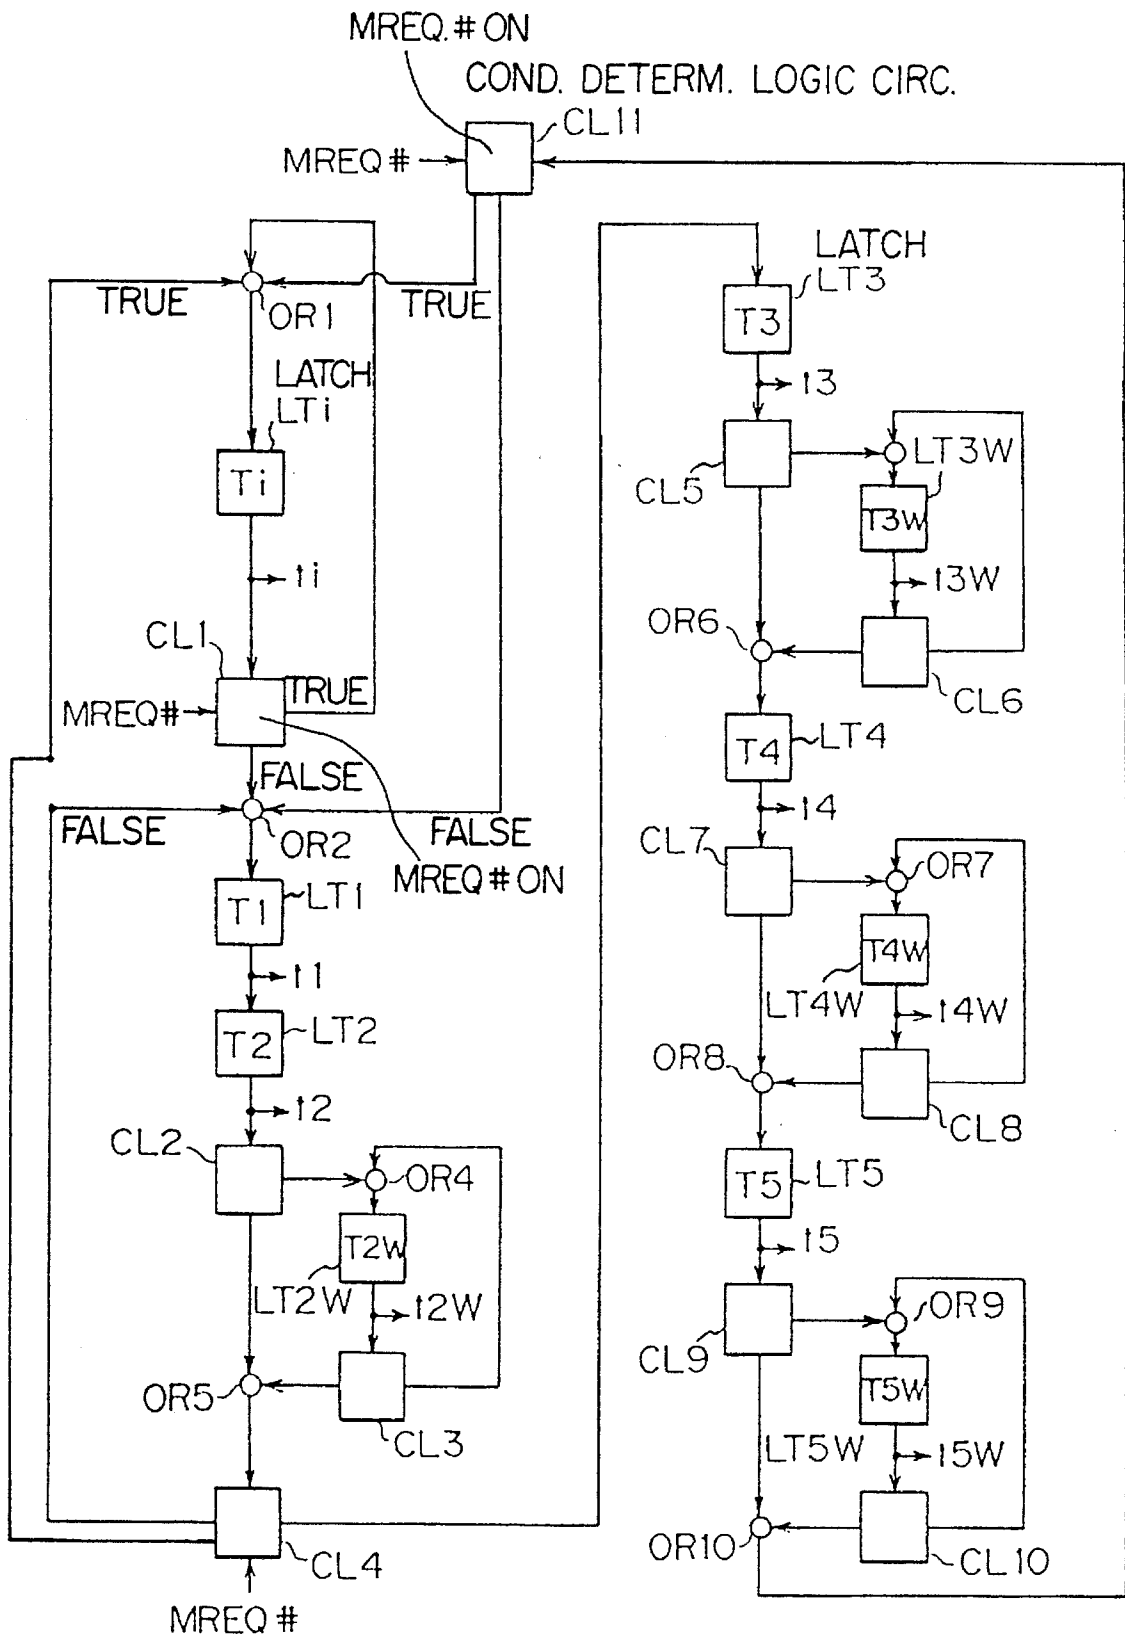 MREQ.#ON
COND. DETERM. LOGIC CIRC.
CL11
MREQ#
TRUE
OR1
TRUE
LATCH
LTi
Ti
ti
CL1
TRUE
MREQ#
FALSE
FALSE
OR2
FALSE
MREQ#ON
T1
LT1
t1
T2
LT2
t2
CL2
OR4
T2W
LT2W
t2W
OR5
CL3
CL4
MREQ#
LATCH
LT3
T3
t3
CL5
LT3W
T3W
t3W
OR6
CL6
T4
LT4
t4
CL7
OR7
T4W
LT4W
t4W
OR8
CL8
T5
LT5
t5
CL9
OR9
T5W
LT5W
t5W
OR10
CL10